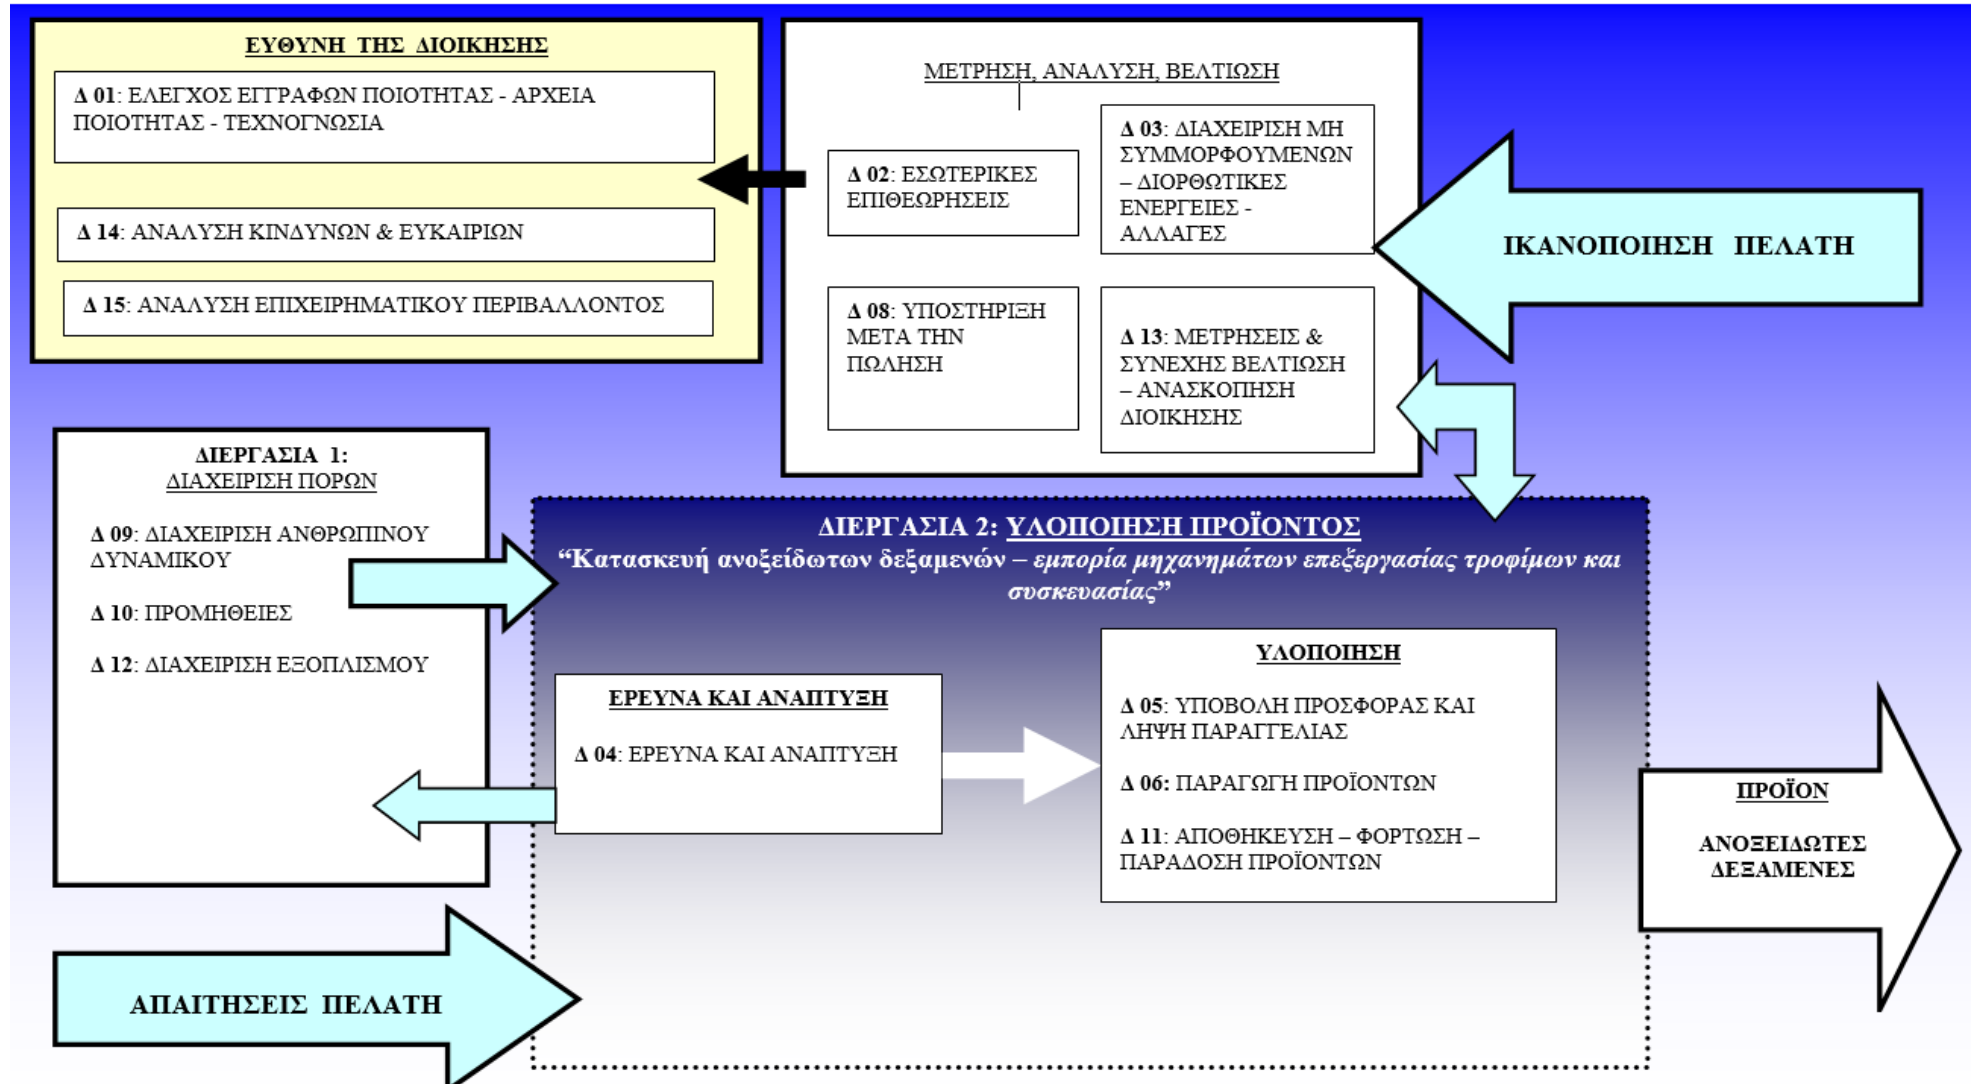 ΕΥΘΥΝΗ ΤΗΣ ΔΙΟΙΚΗΣΗΣ
Δ 01: ΕΛΕΓΧΟΣ ΕΓΓΡΑΦΩΝ ΠΟΙΟΤΗΤΑΣ - ΑΡΧΕΙΑ
ΠΟΙΟΤΗΤΑΣ - ΤΕΧΝΟΓΝΩΣΙΑ
Δ 14: ΑΝΑΛΥΣΗ ΚΙΝΔΥΝΩΝ & ΕΥΚΑΙΡΙΩΝ
Δ 15: ΑΝΑΛΥΣΗ ΕΠΙΧΕΙΡΗΜΑΤΙΚΟΥ ΠΕΡΙΒΑΛΛΟΝΤΟΣ
ΜΕΤΡΗΣΗ, ΑΝΑΛΥΣΗ, ΒΕΛΤΙΩΣΗ
Δ 02: ΕΣΩΤΕΡΙΚΕΣ
ΕΠΙΘΕΩΡΗΣΕΙΣ
Δ 03: ΔΙΑΧΕΙΡΙΣΗ ΜΗ
ΣΥΜΜΟΡΦΟΥΜΕΝΩΝ
– ΔΙΟΡΘΩΤΙΚΕΣ
ΕΝΕΡΓΕΙΕΣ -
ΑΛΛΑΓΕΣ
Δ 08: ΥΠΟΣΤΗΡΙΞΗ
ΜΕΤΑ ΤΗΝ
ΠΩΛΗΣΗ
Δ 13: ΜΕΤΡΗΣΕΙΣ &
ΣΥΝΕΧΗΣ ΒΕΛΤΙΩΣΗ
– ΑΝΑΣΚΟΠΗΣΗ
ΔΙΟΙΚΗΣΗΣ
ΙΚΑΝΟΠΟΙΗΣΗ ΠΕΛΑΤΗ
ΔΙΕΡΓΑΣΙΑ 1:
ΔΙΑΧΕΙΡΙΣΗ ΠΟΡΩΝ
Δ 09: ΔΙΑΧΕΙΡΙΣΗ ΑΝΘΡΩΠΙΝΟΥ
ΔΥΝΑΜΙΚΟΥ
Δ 10: ΠΡΟΜΗΘΕΙΕΣ
Δ 12: ΔΙΑΧΕΙΡΙΣΗ ΕΞΟΠΛΙΣΜΟΥ
ΔΙΕΡΓΑΣΙΑ 2: ΥΛΟΠΟΙΗΣΗ ΠΡΟΪΟΝΤΟΣ
“Κατασκευή ανοξείδωτων δεξαμενών – εμπορία μηχανημάτων επεξεργασίας τροφίμων και
συσκευασίας”
ΕΡΕΥΝΑ ΚΑΙ ΑΝΑΠΤΥΞΗ
Δ 04: ΕΡΕΥΝΑ ΚΑΙ ΑΝΑΠΤΥΞΗ
ΥΛΟΠΟΙΗΣΗ
Δ 05: ΥΠΟΒΟΛΗ ΠΡΟΣΦΟΡΑΣ ΚΑΙ
ΛΗΨΗ ΠΑΡΑΓΓΕΛΙΑΣ
Δ 06: ΠΑΡΑΓΩΓΗ ΠΡΟΪΟΝΤΩΝ
Δ 11: ΑΠΟΘΗΚΕΥΣΗ – ΦΟΡΤΩΣΗ –
ΠΑΡΑΔΟΣΗ ΠΡΟΪΟΝΤΩΝ
ΠΡΟΪΟΝ
ΑΝΟΞΕΙΔΩΤΕΣ
ΔΕΞΑΜΕΝΕΣ
ΑΠΑΙΤΗΣΕΙΣ ΠΕΛΑΤΗ